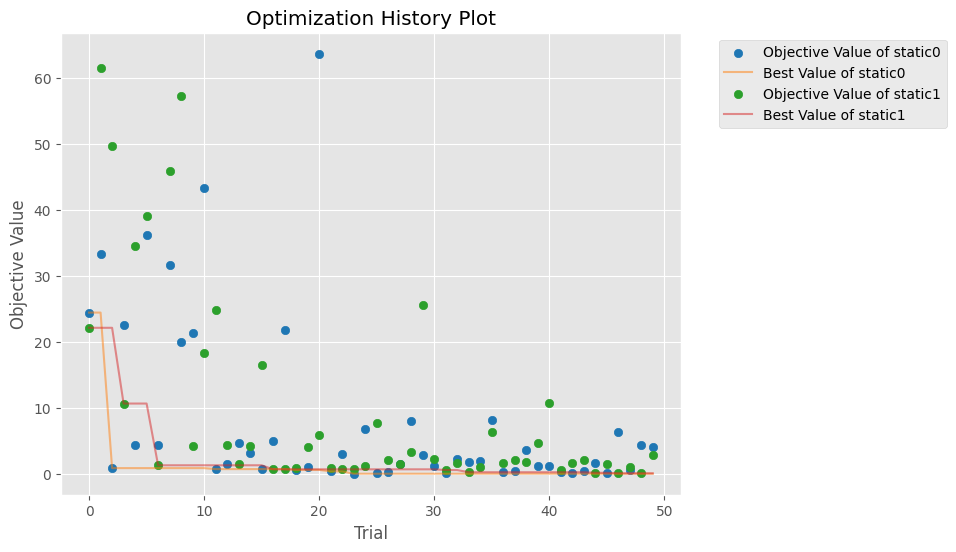 Optimization History Plot
Objective Value of static0
Best Value of static0
Objective Value of static1
Best Value of static1
Objective Value
60
50
40
30
20
10
0
0 10 20 30 40 50
Trial